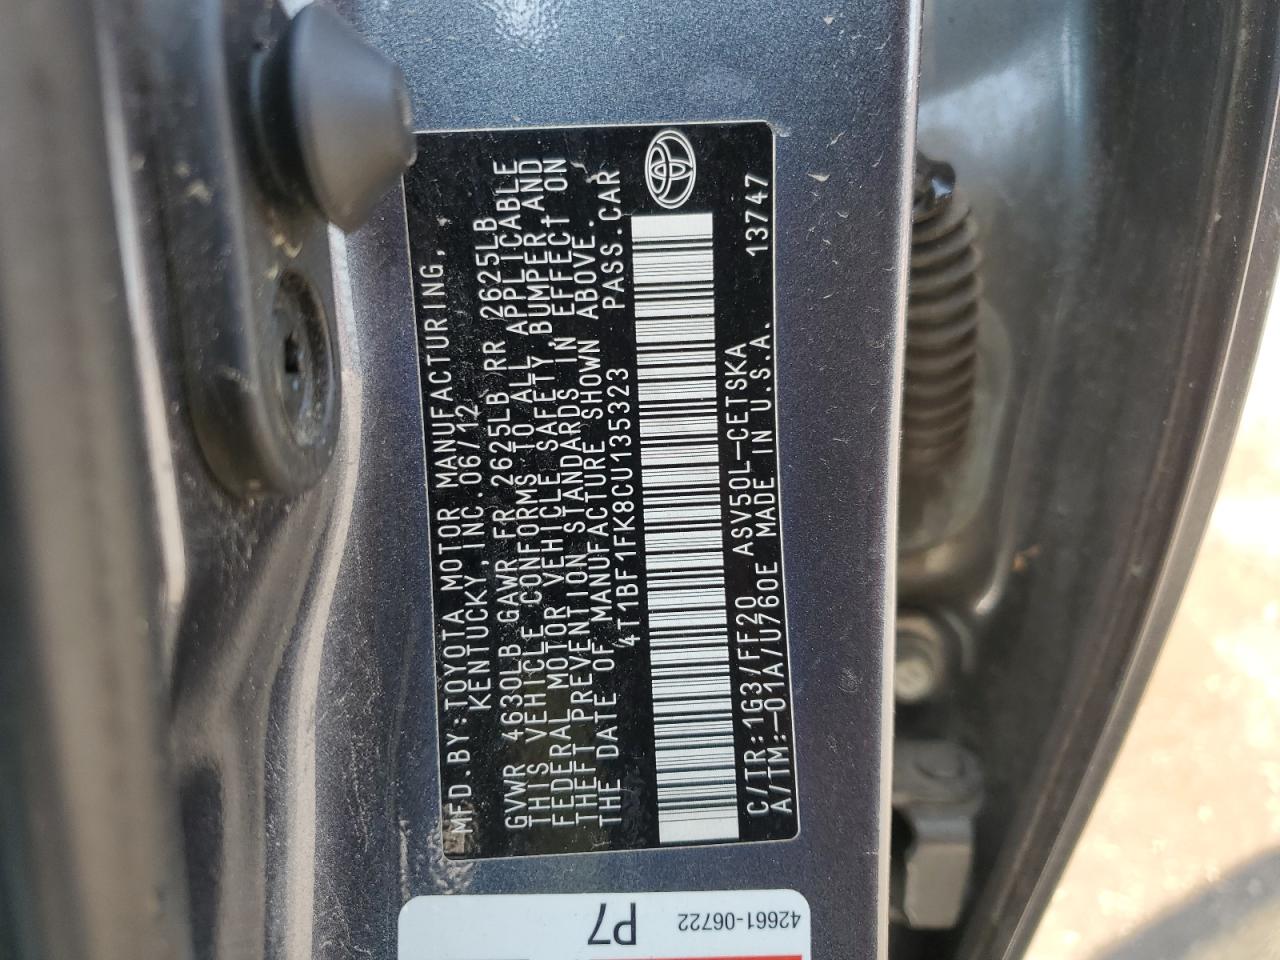 MFD.BY:TOYOTA MOTOR MANUFACTURING,
KENTUCKY,INC. 06/12
GVWR 4630LB GAWR FR 2625LB RR 2625LB
THIS VEHICLE CONFORMS TO ALL APPLICABLE
FEDERAL MOTOR VEHICLE SAFETY,BUMPER,AND
THEFT PREVENTION STANDARDS IN EFFECT ON
THE DATE OF MANUFACTURE SHOWN ABOVE.
4T1BF1FK8CU135323 PASS.CAR
C/TR:1G3/FF20 ASV50L-CETSKA 13747
A/TM:-01A/U760E MADE IN U.S.A.
42661-06722
P7